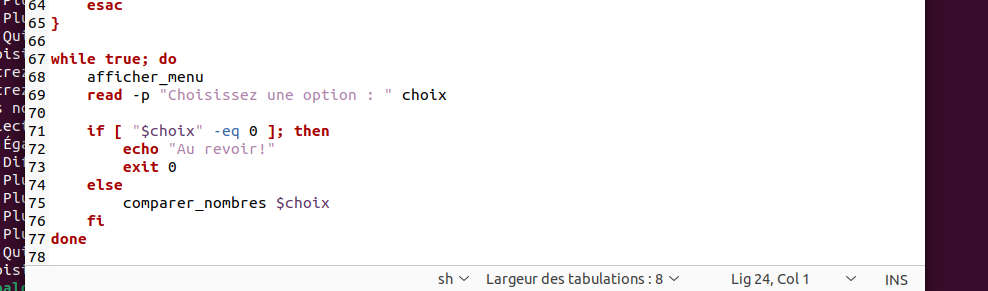 64     esac
65 }
66
67 while true; do
68     afficher_menu
69     read -p "Choisissez une option : " choix
70
71     if [ "$choix" -eq 0 ]; then
72         echo "Au revoir!"
73         exit 0
74     else
75         comparer_nombres $choix
76     fi
77 done
78
sh Largeur des tabulations : 8 Lig 24, Col 1 INS